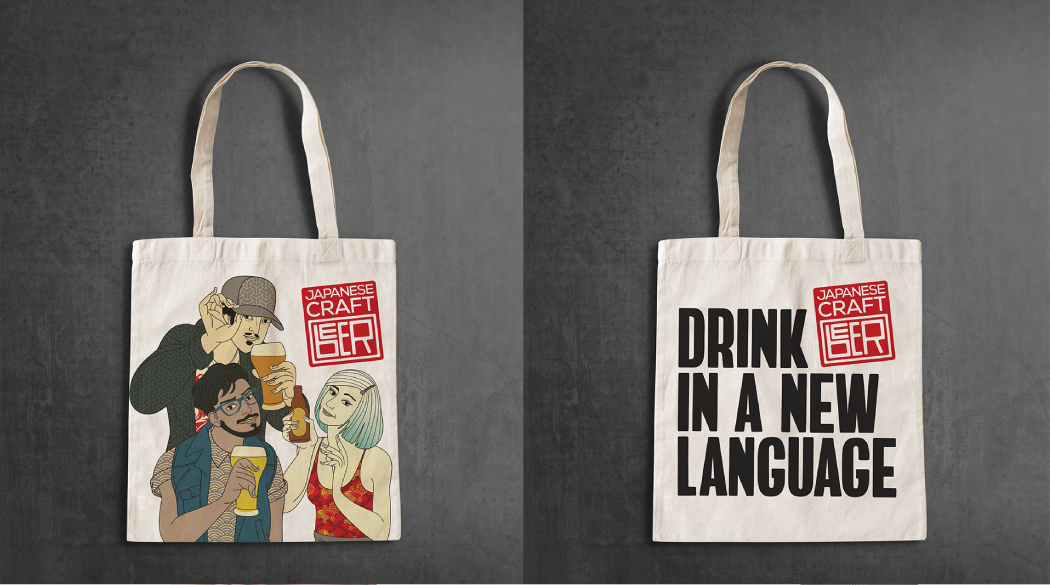 JAPANESE
CRAFT
BEER
JAPANESE
CRAFT
BEER
DRINK
IN A NEW
LANGUAGE